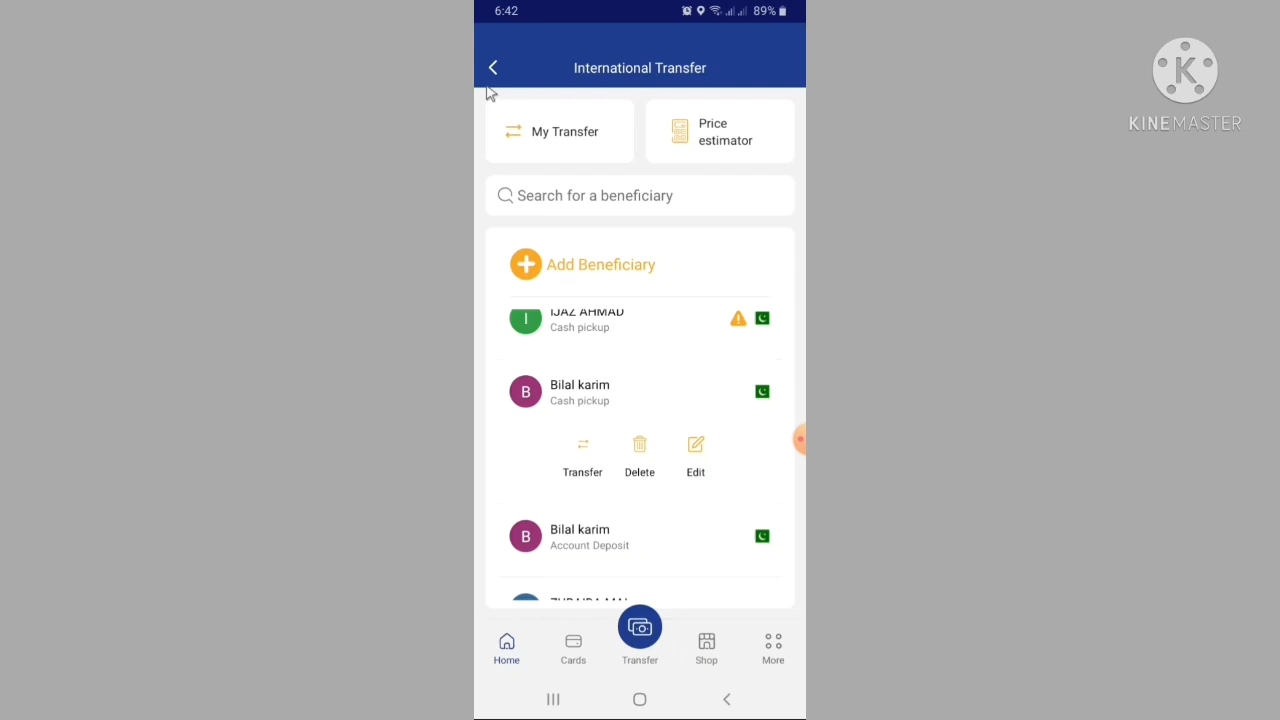 6:42
89%
International Transfer
My Transfer
Price
estimator
Search for a beneficiary
Add Beneficiary
I
IJAZ AHMAD
Cash pickup
B
Bilal karim
Cash pickup
Transfer
Delete
Edit
B
Bilal karim
Account Deposit
Home
Cards
Transfer
Shop
More
K
KINEMASTER